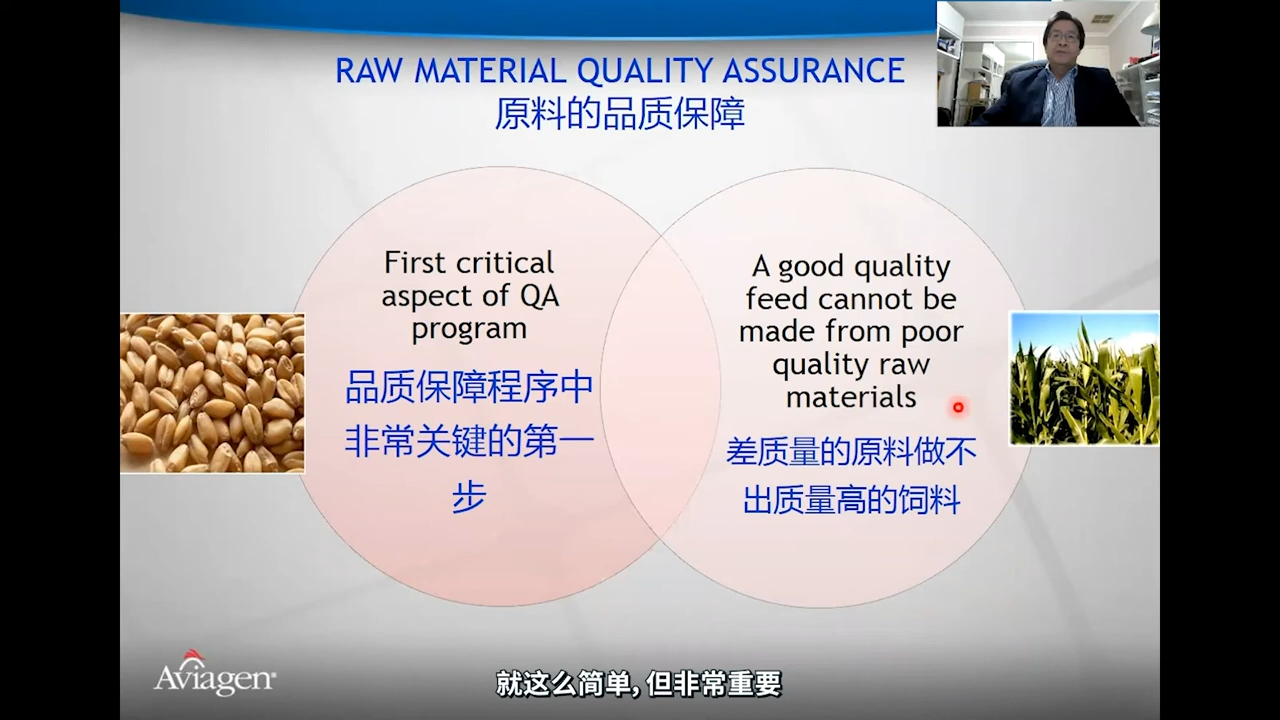 RAW MATERIAL QUALITY ASSURANCE
原料的品质保障
First critical
aspect of QA
program
品质保障程序中
非常关键的第一
步
A good quality
feed cannot be
made from poor
quality raw
materials
差质量的原料做不
出质量高的饲料
Aviagen
就这么简单, 但非常重要